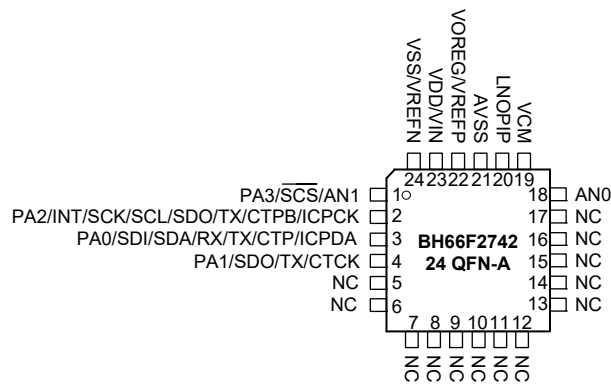 VSS/VREFN
VDD/VIN
VOREG/VREFP
AVSS
LNOPIP
VCM
24 23 22 21 20 19
PA3/SCS/AN1 1
PA2/INT/SCK/SCL/SDO/TX/CTPB/ICPCK 2
PA0/SDI/SDA/RX/TX/CTP/ICPDA 3
PA1/SDO/TX/CTCK 4
NC 5
NC 6
BH66F2742
24 QFN-A
18 AN0
17 NC
16 NC
15 NC
14 NC
13 NC
7 8 9 10 11 12
NC NC NC NC NC NC